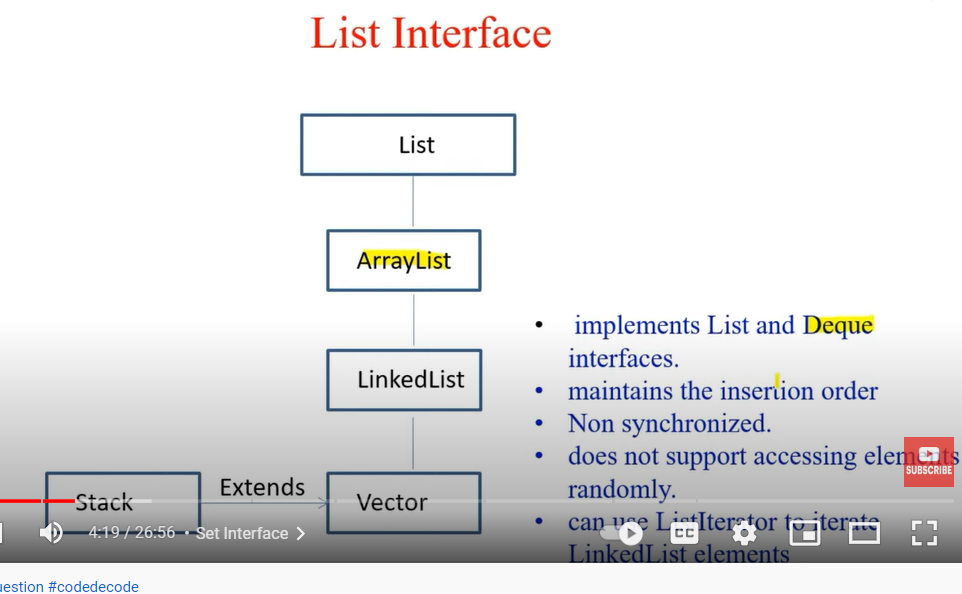 List Interface
List
ArrayList
implements List and Deque
interfaces.
LinkedList
maintains the insertion order
Non synchronized.
does not support accessing elements
randomly.
SUBSCRIBE
Stack
Extends
Vector
can use ListIterator to iterate
LinkedList elements
4:19 / 26:56 • Set Interface
CC
#codedecode